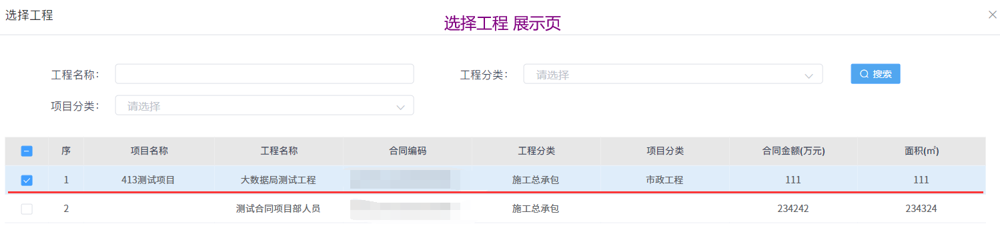 选择工程
选择工程 展示页
工程名称：
工程分类： 请选择 搜索
项目分类： 请选择
序 项目名称 工程名称 合同编码 工程分类 项目分类 合同金额(万元) 面积(㎡)
1 413测试项目 大数据局测试工程 施工总承包 市政工程 111 111
2 测试合同项目部人员 施工总承包 234242 234324